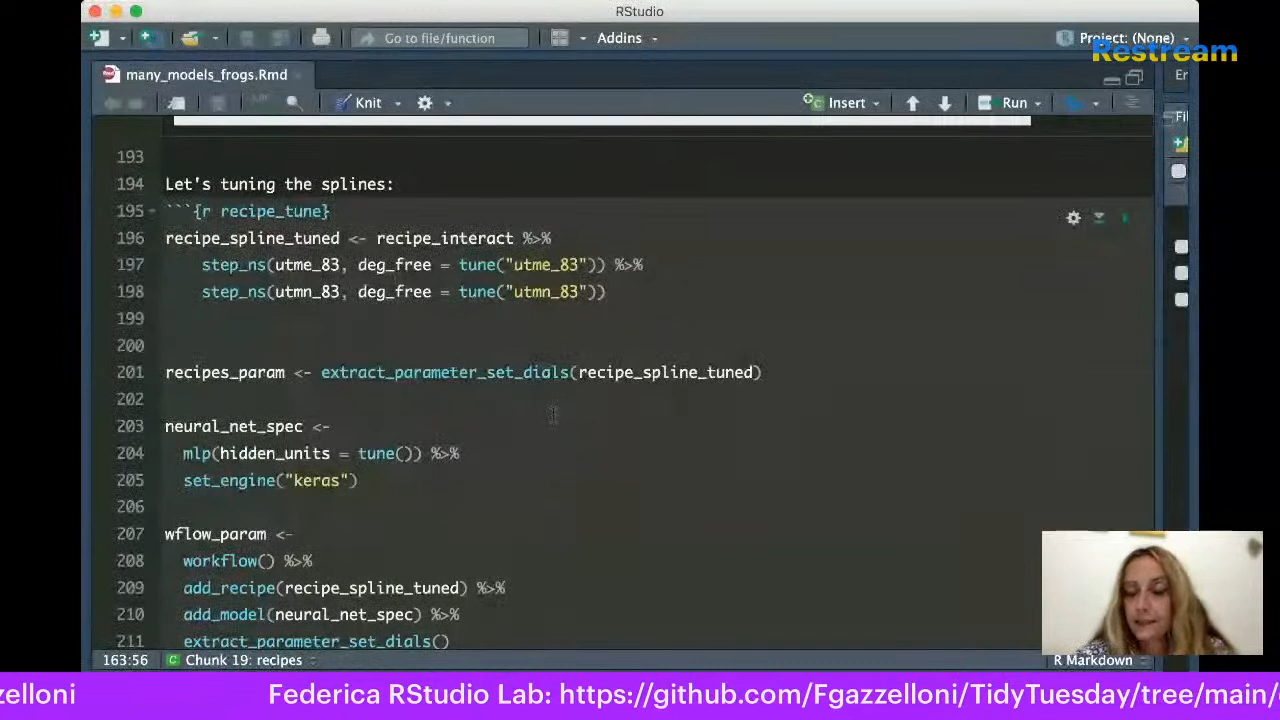 RStudio
Go to file/function
Addins
Project: (None)
Restream
many_models_frogs.Rmd
Knit
Insert
Run
193
194 Let's tuning the splines:
195 ```{r recipe_tune}
196 recipe_spline_tuned <- recipe_interact %>%
197 step_ns(utme_83, deg_free = tune("utme_83")) %>%
198 step_ns(utmn_83, deg_free = tune("utmn_83"))
199
200
201 recipes_param <- extract_parameter_set_dials(recipe_spline_tuned)
202
203 neural_net_spec <-
204 mlp(hidden_units = tune()) %>%
205 set_engine("keras")
206
207 wflow_param <-
208 workflow() %>%
209 add_recipe(recipe_spline_tuned) %>%
210 add_model(neural_net_spec) %>%
211 extract_parameter_set_dials()
163:56
Chunk 19: recipes
R Markdown
zelloni Federica RStudio Lab: https://github.com/Fgazzelloni/TidyTuesday/tree/main/